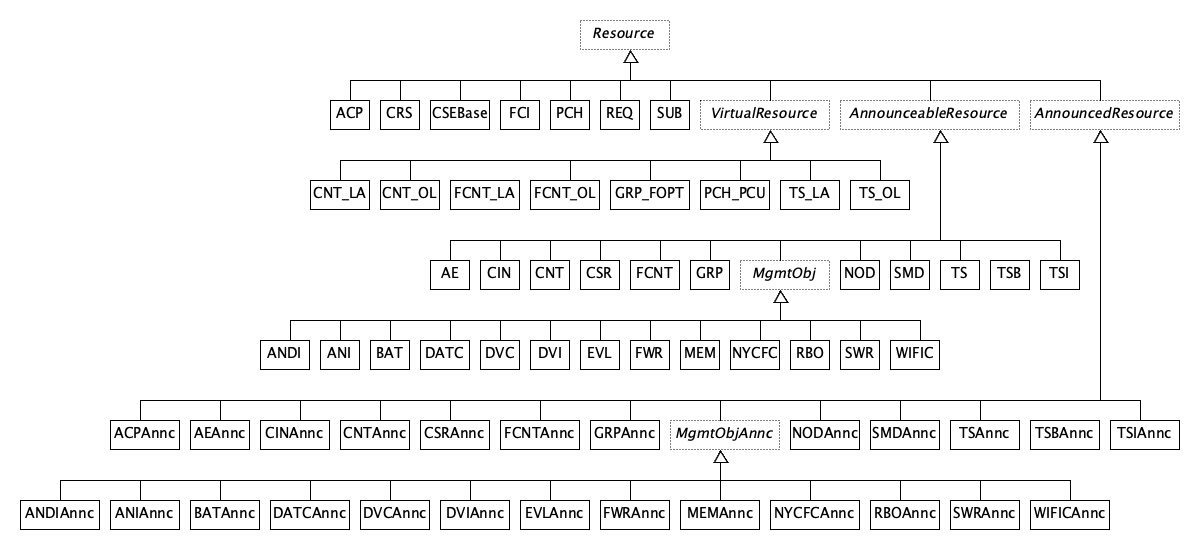 Resource
ACP CRS CSEBase FCI PCH REQ SUB VirtualResource AnnounceableResource AnnouncedResource
CNT_LA CNT_OL FCNT_LA FCNT_OL GRP_FOPT PCH_PCU TS_LA TS_OL
AE CIN CNT CSR FCNT GRP MgmtObj NOD SMD TS TSB TSI
ANDI ANI BAT DATC DVC DVI EVL FWR MEM NYCFC RBO SWR WIFIC
ACPAnnc AEAnnc CINAnnc CNTAnnc CSRAnnc FCNTAnnc GRPAnnc MgmtObjAnnc NODAnnc SMDAnnc TSAnnc TSBAnnc TSIAnnc
ANDIAnnc ANIAnnc BATAnnc DATCAnnc DVCAnnc DVIAnnc EVLAnnc FWRAnnc MEMAnnc NYCFCAnnc RBOAnnc SWRAnnc WIFICAnnc